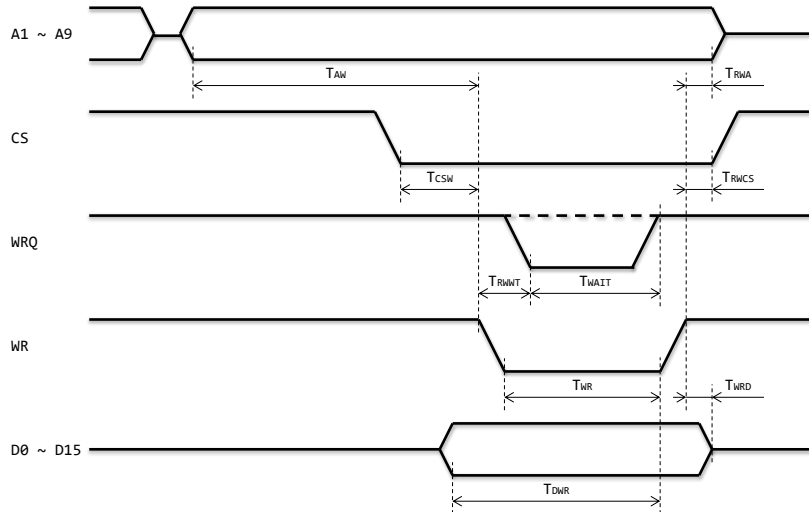 A1 ~ A9
TAW
TRWA
CS
TCSW
TRWCS
WRQ
TRWWT
TWAIT
WR
TWR
TWRD
D0 ~ D15
TDWR